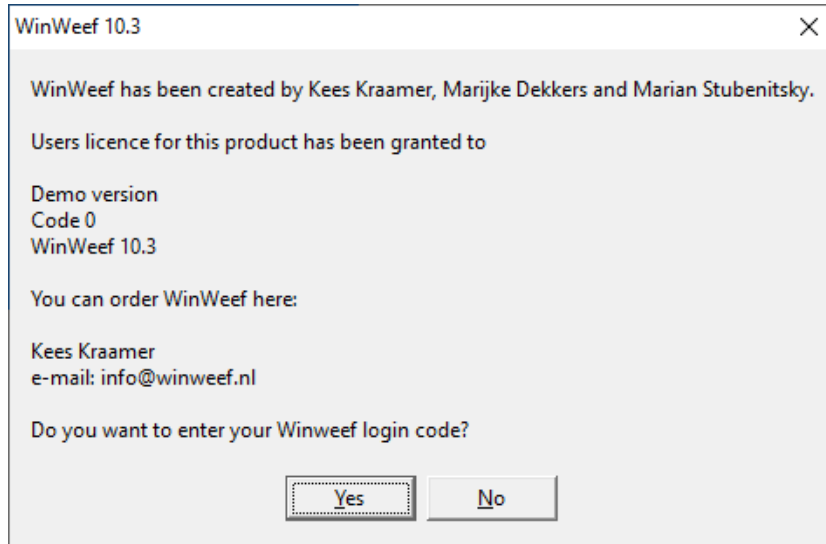 WinWeef 10.3
WinWeef has been created by Kees Kraamer, Marijke Dekkers and Marian Stubenitsky.
Users licence for this product has been granted to
Demo version
Code 0
WinWeef 10.3
You can order WinWeef here:
Kees Kraamer
e-mail: info@winweef.nl
Do you want to enter your Winweef login code?
Yes No